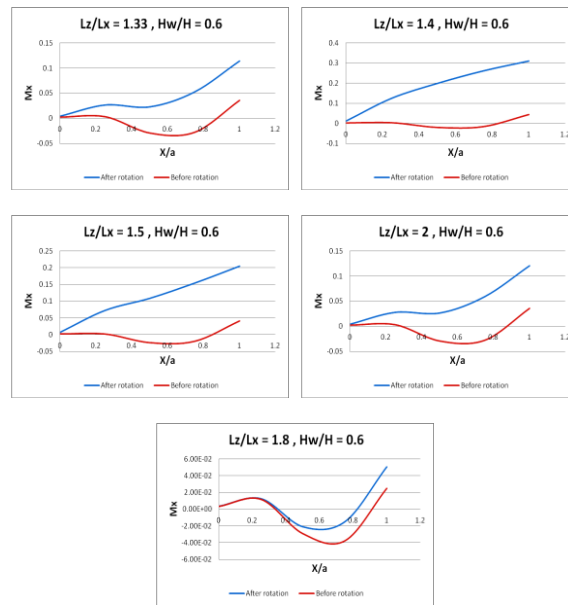 Lz/Lx = 1.33 , Hw/H = 0.6
0.15
0.1
0.05
0
-0.05
Mx
0 0.2 0.4 0.6 0.8 1 1.2
X/a
After rotation Before rotation
Lz/Lx = 1.4 , Hw/H = 0.6
0.4
0.3
0.2
0.1
0
-0.1
Mx
0 0.2 0.4 0.6 0.8 1 1.2
X/a
After rotation Before rotation
Lz/Lx = 1.5 , Hw/H = 0.6
0.25
0.2
0.15
0.1
0.05
0
-0.05
Mx
0 0.2 0.4 0.6 0.8 1 1.2
X/a
After rotation Before rotation
Lz/Lx = 2 , Hw/H = 0.6
0.15
0.1
0.05
0
-0.05
Mx
0 0.2 0.4 0.6 0.8 1 1.2
X/a
After rotation Before rotation
Lz/Lx = 1.8 , Hw/H = 0.6
6.00E-02
4.00E-02
2.00E-02
0.00E+00
-2.00E-02
-4.00E-02
-6.00E-02
Mx
0 0.2 0.4 0.6 0.8 1 1.2
X/a
After rotation Before rotation